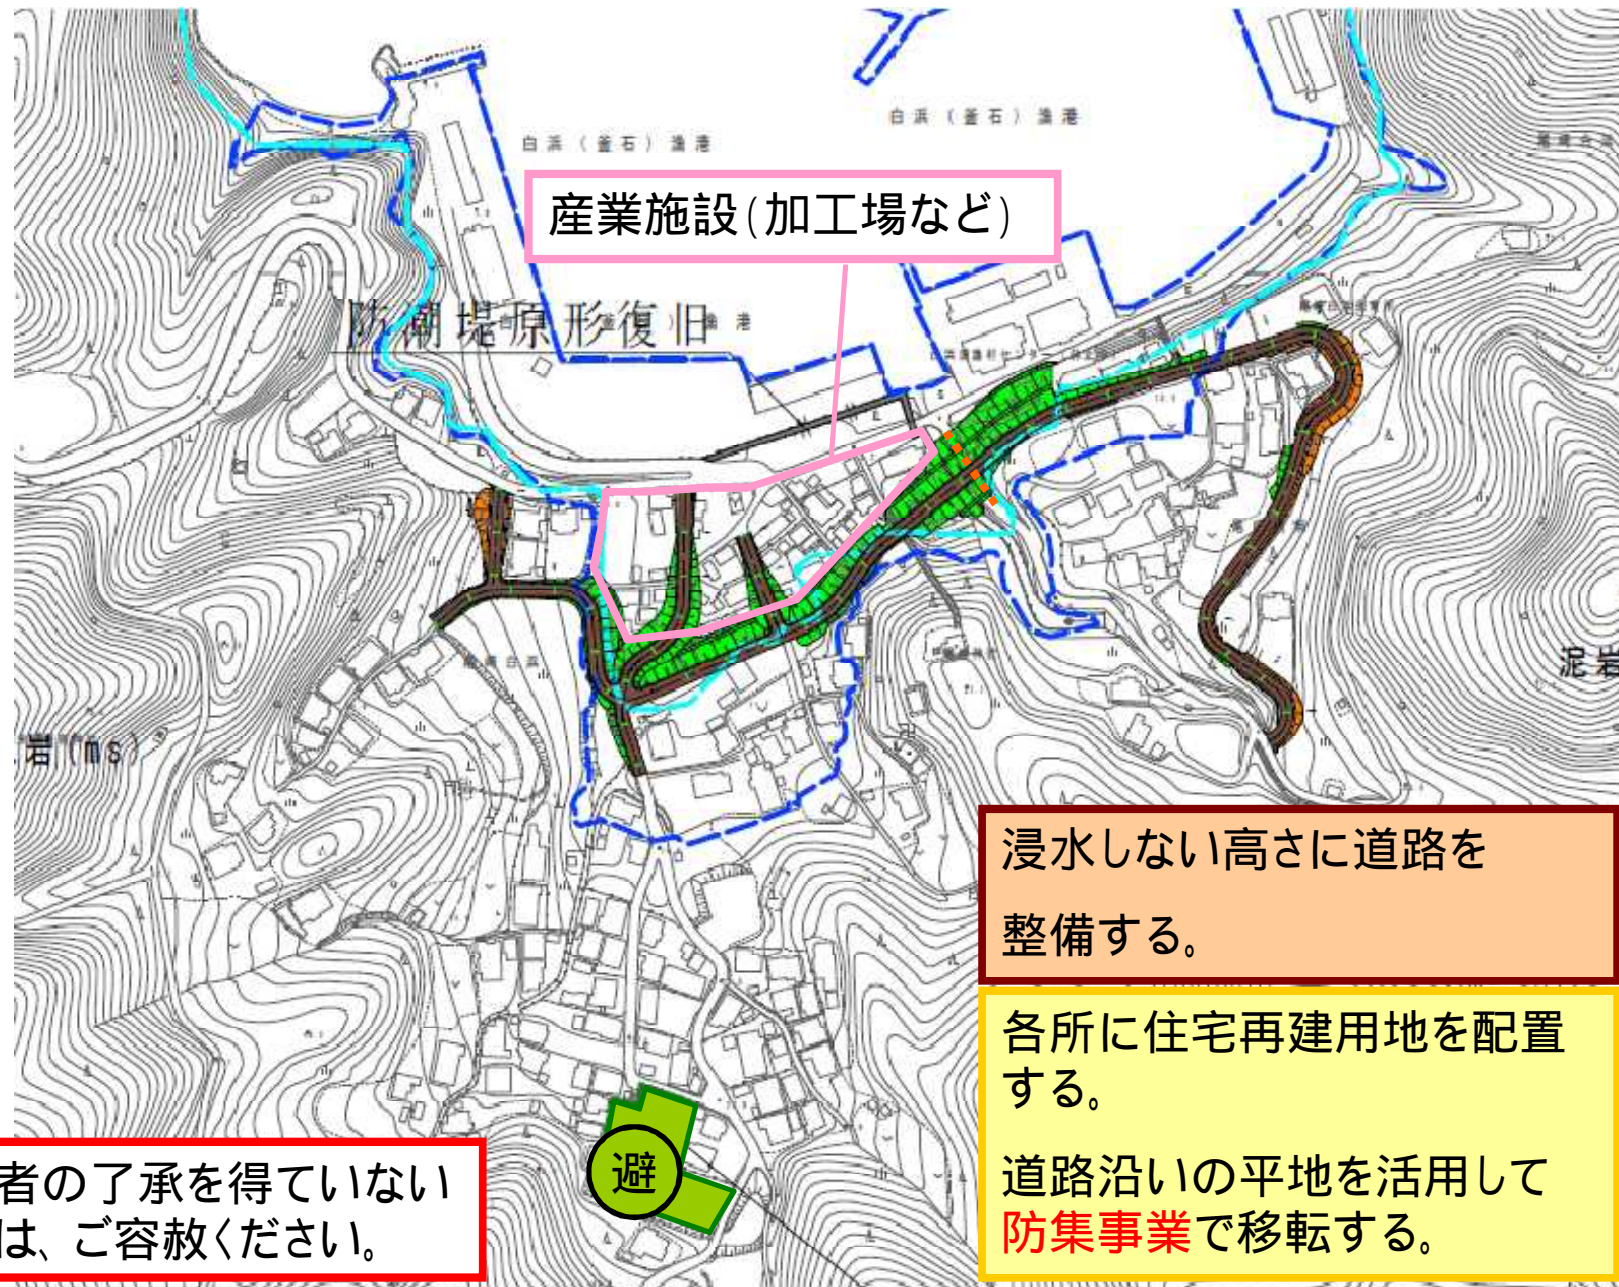 白浜（釜石）漁港
白浜（釜石）漁港
産業施設(加工場など)
防潮堤原形復旧
泥岩
岩(ms)
浸水しない高さに道路を
整備する。
各所に住宅再建用地を配置
する。
道路沿いの平地を活用して
防集事業で移転する。
避
者の了承を得ていない
は、ご容赦ください。